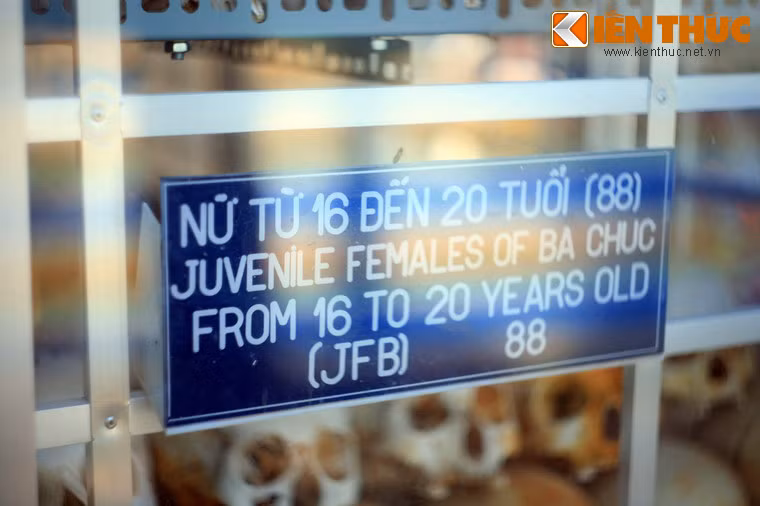 KIẾN THỨC
www.kienthuc.net.vn
NỮ TỪ 16 ĐẾN 20 TUỔI (88)
JUVENILE FEMALES OF BA CHUC
FROM 16 TO 20 YEARS OLD
(JFB) 88